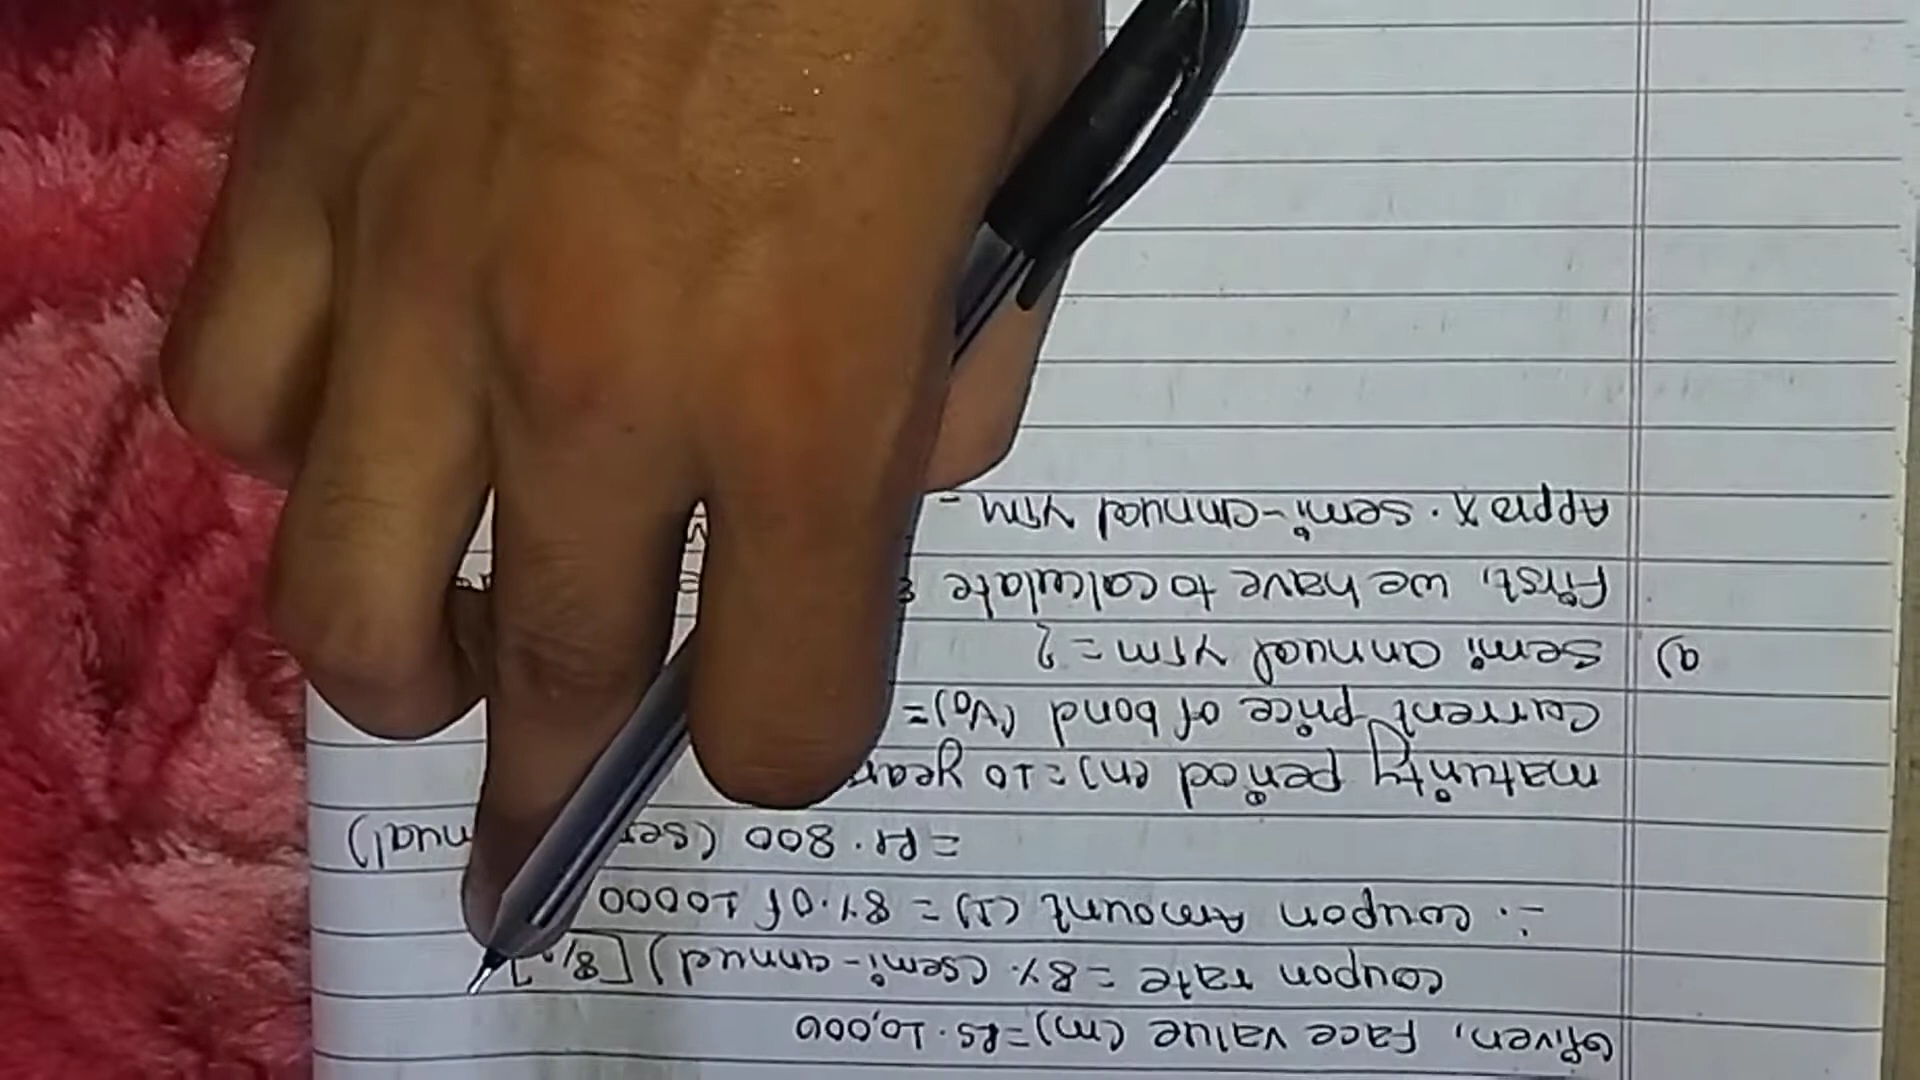 Given, Face value (m) = Rs. 10,000
coupon rate = 8% (semi-annual) [8/2]
∴ coupon Amount (I) = 8% of 10000
= Rs. 800
maturity period (n) = 10 year
current price of bond (V0) =
a) semi annual YTM = ?
First, we have to calculate
Approx. semi-annual YTM =